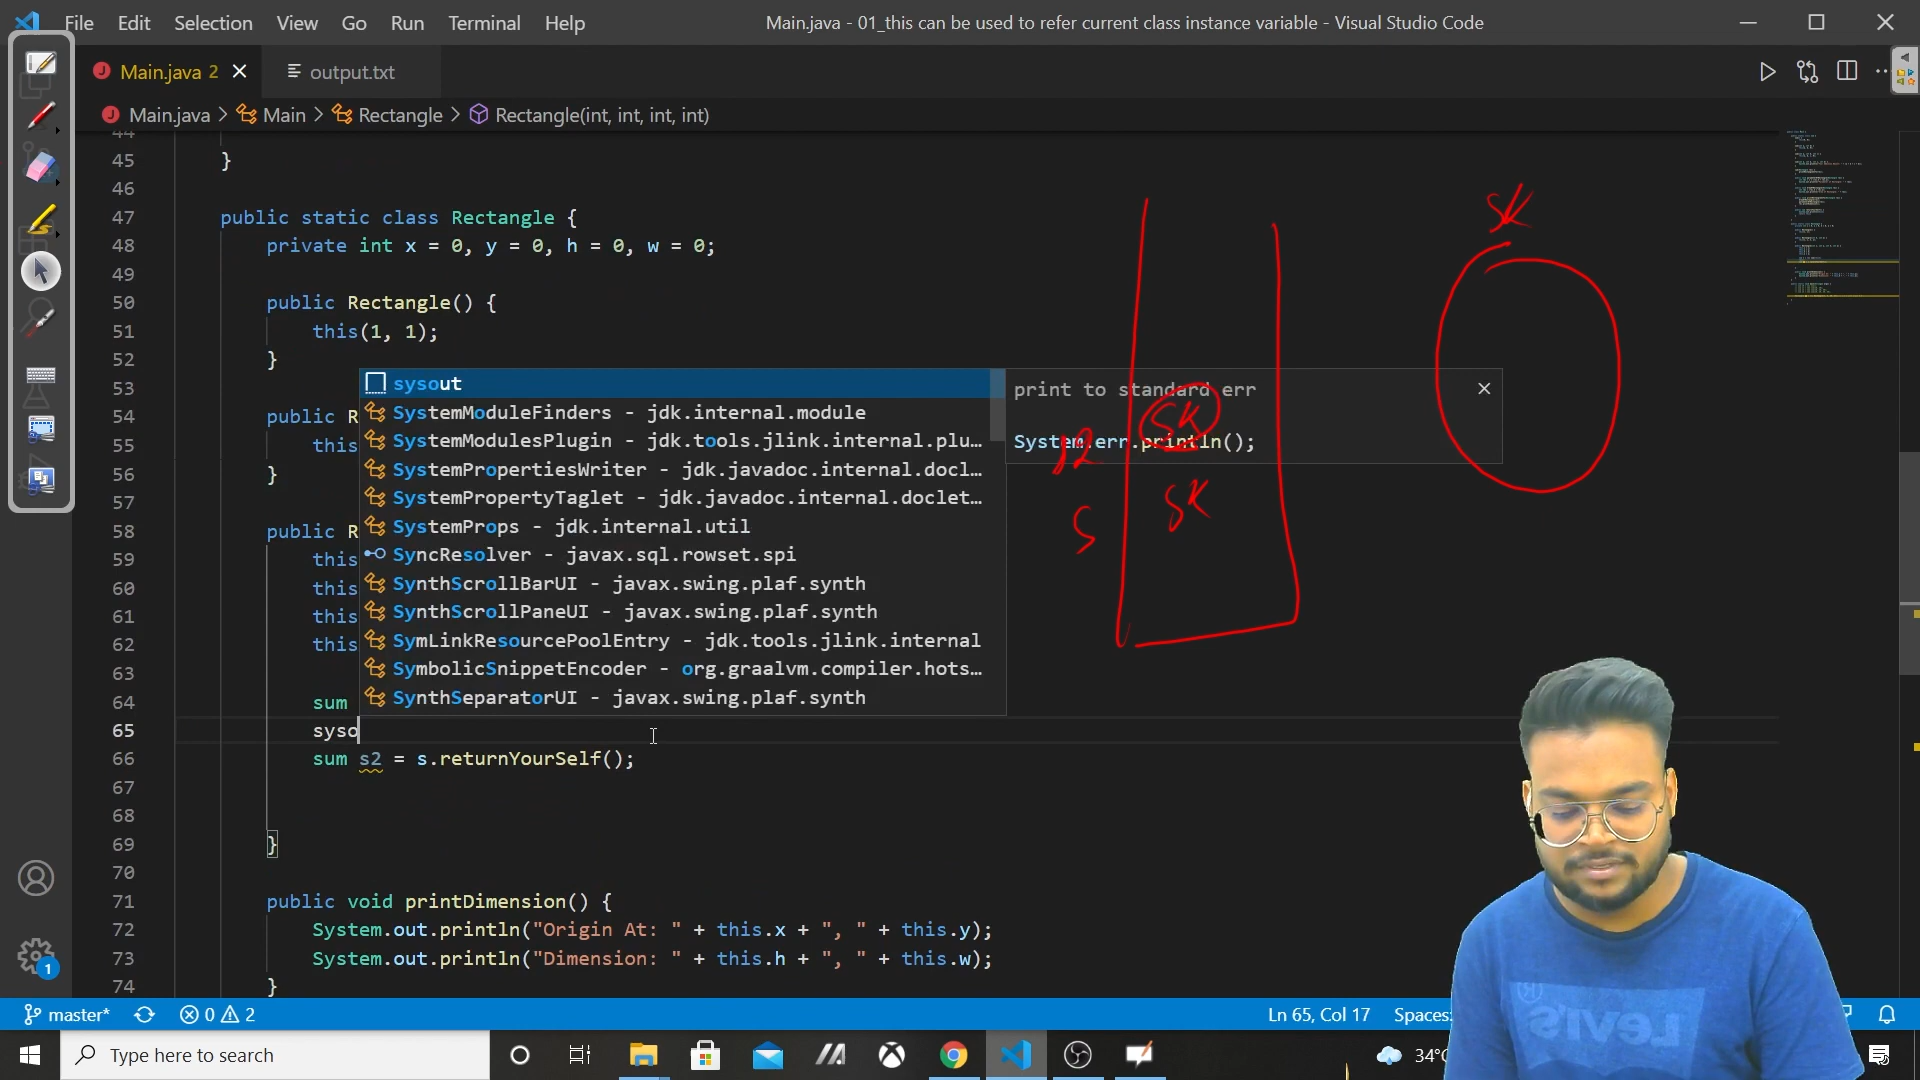 File Edit Selection View Go Run Terminal Help
Main.java - 01_this can be used to refer current class instance variable - Visual Studio Code
Main.java 2
output.txt
Main.java > Main > Rectangle > Rectangle(int, int, int, int)
44
45 }
46
47 public static class Rectangle {
48 private int x = 0, y = 0, h = 0, w = 0;
49
50 public Rectangle() {
51 this(1, 1);
52 }
53
54 public R
55 this
56 }
57
58 public R
59 this
60 this
61 this
62 this
63
64 sum
65 syso
66 sum s2 = s.returnYourSelf();
67
68
69 }
70
71 public void printDimension() {
72 System.out.println("Origin At: " + this.x + ", " + this.y);
73 System.out.println("Dimension: " + this.h + ", " + this.w);
74 }
sysout
SystemModuleFinders - jdk.internal.module
SystemModulesPlugin - jdk.tools.jlink.internal.plu…
SystemPropertiesWriter - jdk.javadoc.internal.docl…
SystemPropertyTaglet - jdk.javadoc.internal.doclet…
SystemProps - jdk.internal.util
SyncResolver - javax.sql.rowset.spi
SynthScrollBarUI - javax.swing.plaf.synth
SynthScrollPaneUI - javax.swing.plaf.synth
SymLinkResourcePoolEntry - jdk.tools.jlink.internal
SymbolicSnippetEncoder - org.graalvm.compiler.hots…
SynthSeparatorUI - javax.swing.plaf.synth
print to standard err
System.err.println();
sk
sk
s2
sk
s
1
master*
0 2
Ln 65, Col 17
Spaces:
LEVI'S
Type here to search
34°